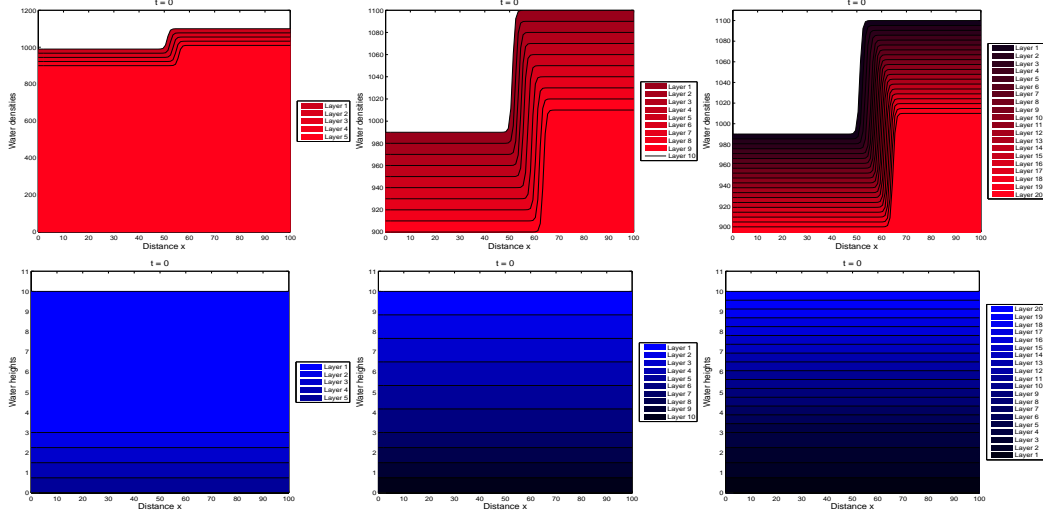 t = 0
Water densities
1200
1000
800
600
400
200
0
0 10 20 30 40 50 60 70 80 90 100
Distance x
Layer 1
Layer 2
Layer 3
Layer 4
Layer 5
t = 0
Water densities
1100
1080
1060
1040
1020
1000
980
960
940
920
900
0 10 20 30 40 50 60 70 80 90 100
Distance x
Layer 1
Layer 2
Layer 3
Layer 4
Layer 5
Layer 6
Layer 7
Layer 8
Layer 9
Layer 10
t = 0
Water densities
1100
1080
1060
1040
1020
1000
980
960
940
920
900
0 10 20 30 40 50 60 70 80 90 100
Distance x
Layer 1
Layer 2
Layer 3
Layer 4
Layer 5
Layer 6
Layer 7
Layer 8
Layer 9
Layer 10
Layer 11
Layer 12
Layer 13
Layer 14
Layer 15
Layer 16
Layer 17
Layer 18
Layer 19
Layer 20
t = 0
Water heights
11
10
9
8
7
6
5
4
3
2
1
0
0 10 20 30 40 50 60 70 80 90 100
Distance x
Layer 1
Layer 2
Layer 3
Layer 4
Layer 5
t = 0
Water heights
11
10
9
8
7
6
5
4
3
2
1
0
0 10 20 30 40 50 60 70 80 90 100
Distance x
Layer 1
Layer 2
Layer 3
Layer 4
Layer 5
Layer 6
Layer 7
Layer 8
Layer 9
Layer 10
t = 0
Water heights
11
10
9
8
7
6
5
4
3
2
1
0
0 10 20 30 40 50 60 70 80 90 100
Distance x
Layer 20
Layer 19
Layer 18
Layer 17
Layer 16
Layer 15
Layer 14
Layer 13
Layer 12
Layer 11
Layer 10
Layer 9
Layer 8
Layer 7
Layer 6
Layer 5
Layer 4
Layer 3
Layer 2
Layer 1